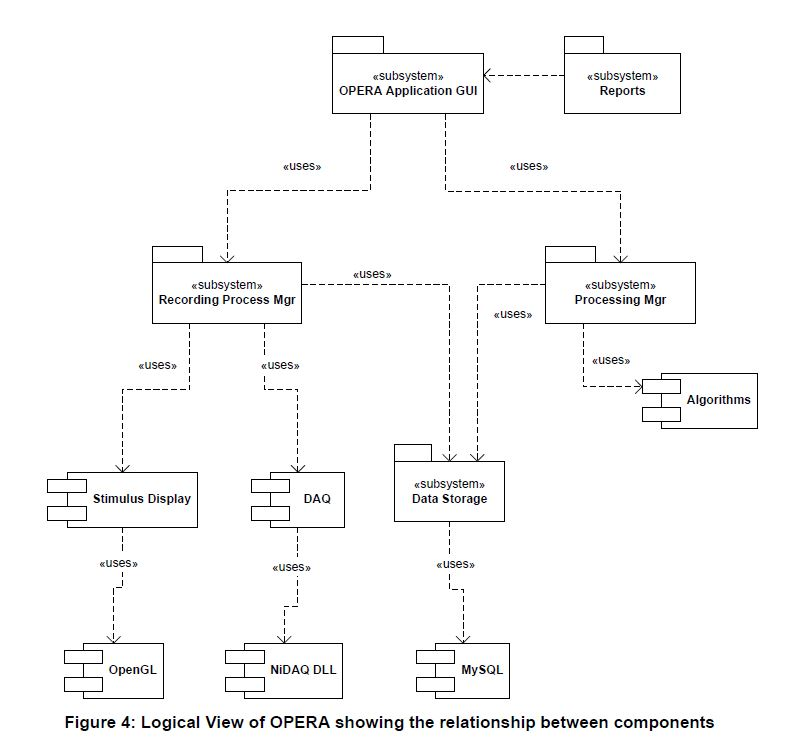 «subsystem»
OPERA Application GUI
«subsystem»
Reports
«uses»
«uses»
«subsystem»
Recording Process Mgr
«uses»
«subsystem»
Processing Mgr
«uses»
«uses»
«uses»
«uses»
Algorithms
Stimulus Display
DAQ
«subsystem»
Data Storage
«uses»
«uses»
«uses»
OpenGL
NiDAQ DLL
MySQL
Figure 4: Logical View of OPERA showing the relationship between components